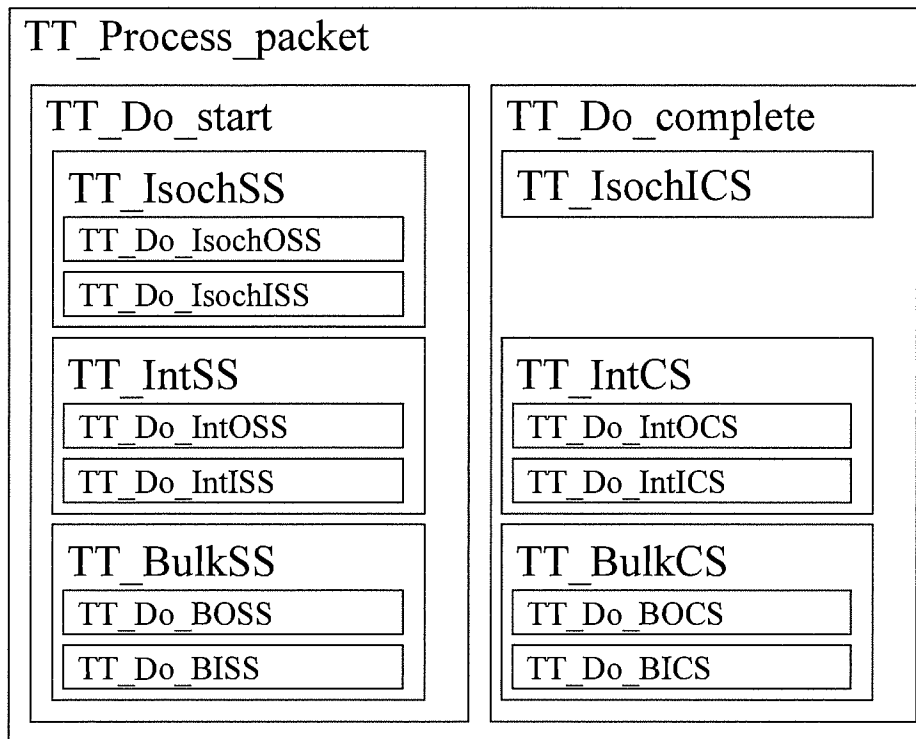 TT_Process_packet
TT_Do_start
TT_IsochSS
TT_Do_IsochOSS
TT_Do_IsochISS
TT_IntSS
TT_Do_IntOSS
TT_Do_IntISS
TT_BulkSS
TT_Do_BOSS
TT_Do_BISS
TT_Do_complete
TT_IsochICS
TT_IntCS
TT_Do_IntOCS
TT_Do_IntICS
TT_BulkCS
TT_Do_BOCS
TT_Do_BICS